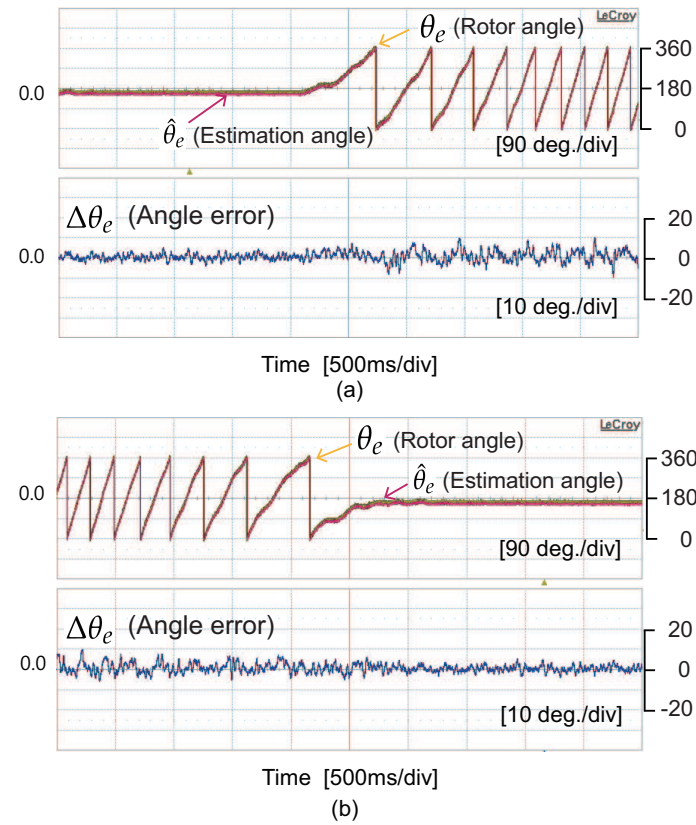 LeCroy
θₑ (Rotor angle)
360
0.0
180
θ̂ₑ (Estimation angle)
0
[90 deg./div]
Δθₑ (Angle error)
20
0.0
0
-20
[10 deg./div]
Time [500ms/div]
(a)
LeCroy
θₑ (Rotor angle)
360
θ̂ₑ (Estimation angle)
0.0
180
0
[90 deg./div]
Δθₑ (Angle error)
20
0.0
0
-20
[10 deg./div]
Time [500ms/div]
(b)